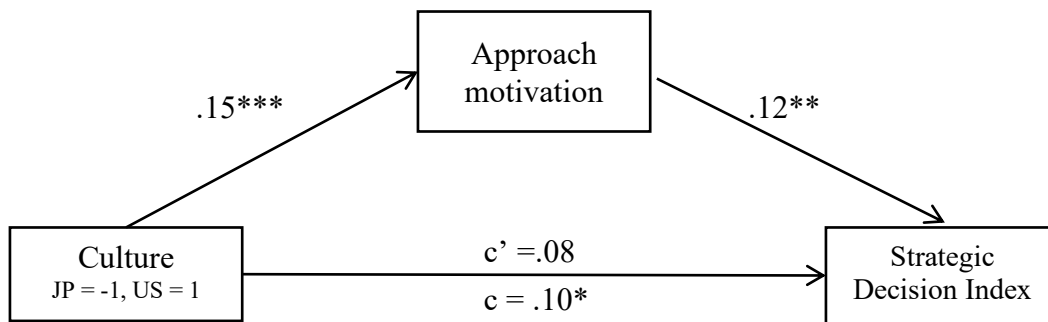 Approach
motivation
.15***
.12**
Culture
JP = -1, US = 1
c’ =.08
c = .10*
Strategic
Decision Index